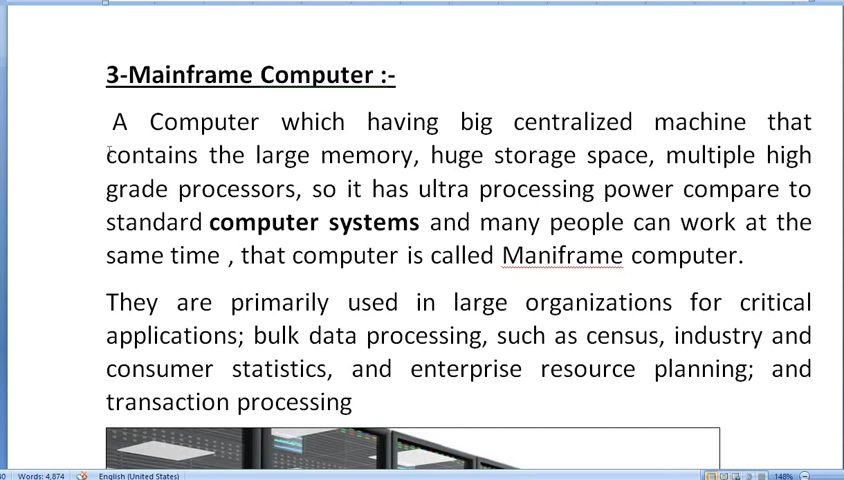 3-Mainframe Computer :-
A Computer which having big centralized machine that
contains the large memory, huge storage space, multiple high
grade processors, so it has ultra processing power compare to
standard computer systems and many people can work at the
same time , that computer is called Maniframe computer.
They are primarily used in large organizations for critical
applications; bulk data processing, such as census, industry and
consumer statistics, and enterprise resource planning; and
transaction processing
Words: 4,874 English (United States) 148%